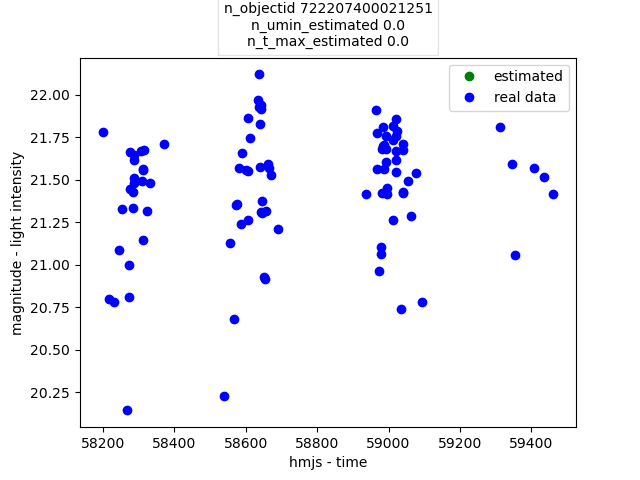 n_objectid 722207400021251
n_umin_estimated 0.0
n_t_max_estimated 0.0
estimated
real data
22.00
21.75
21.50
21.25
21.00
20.75
20.50
20.25
magnitude - light intensity
58200 58400 58600 58800 59000 59200 59400
hmjs - time